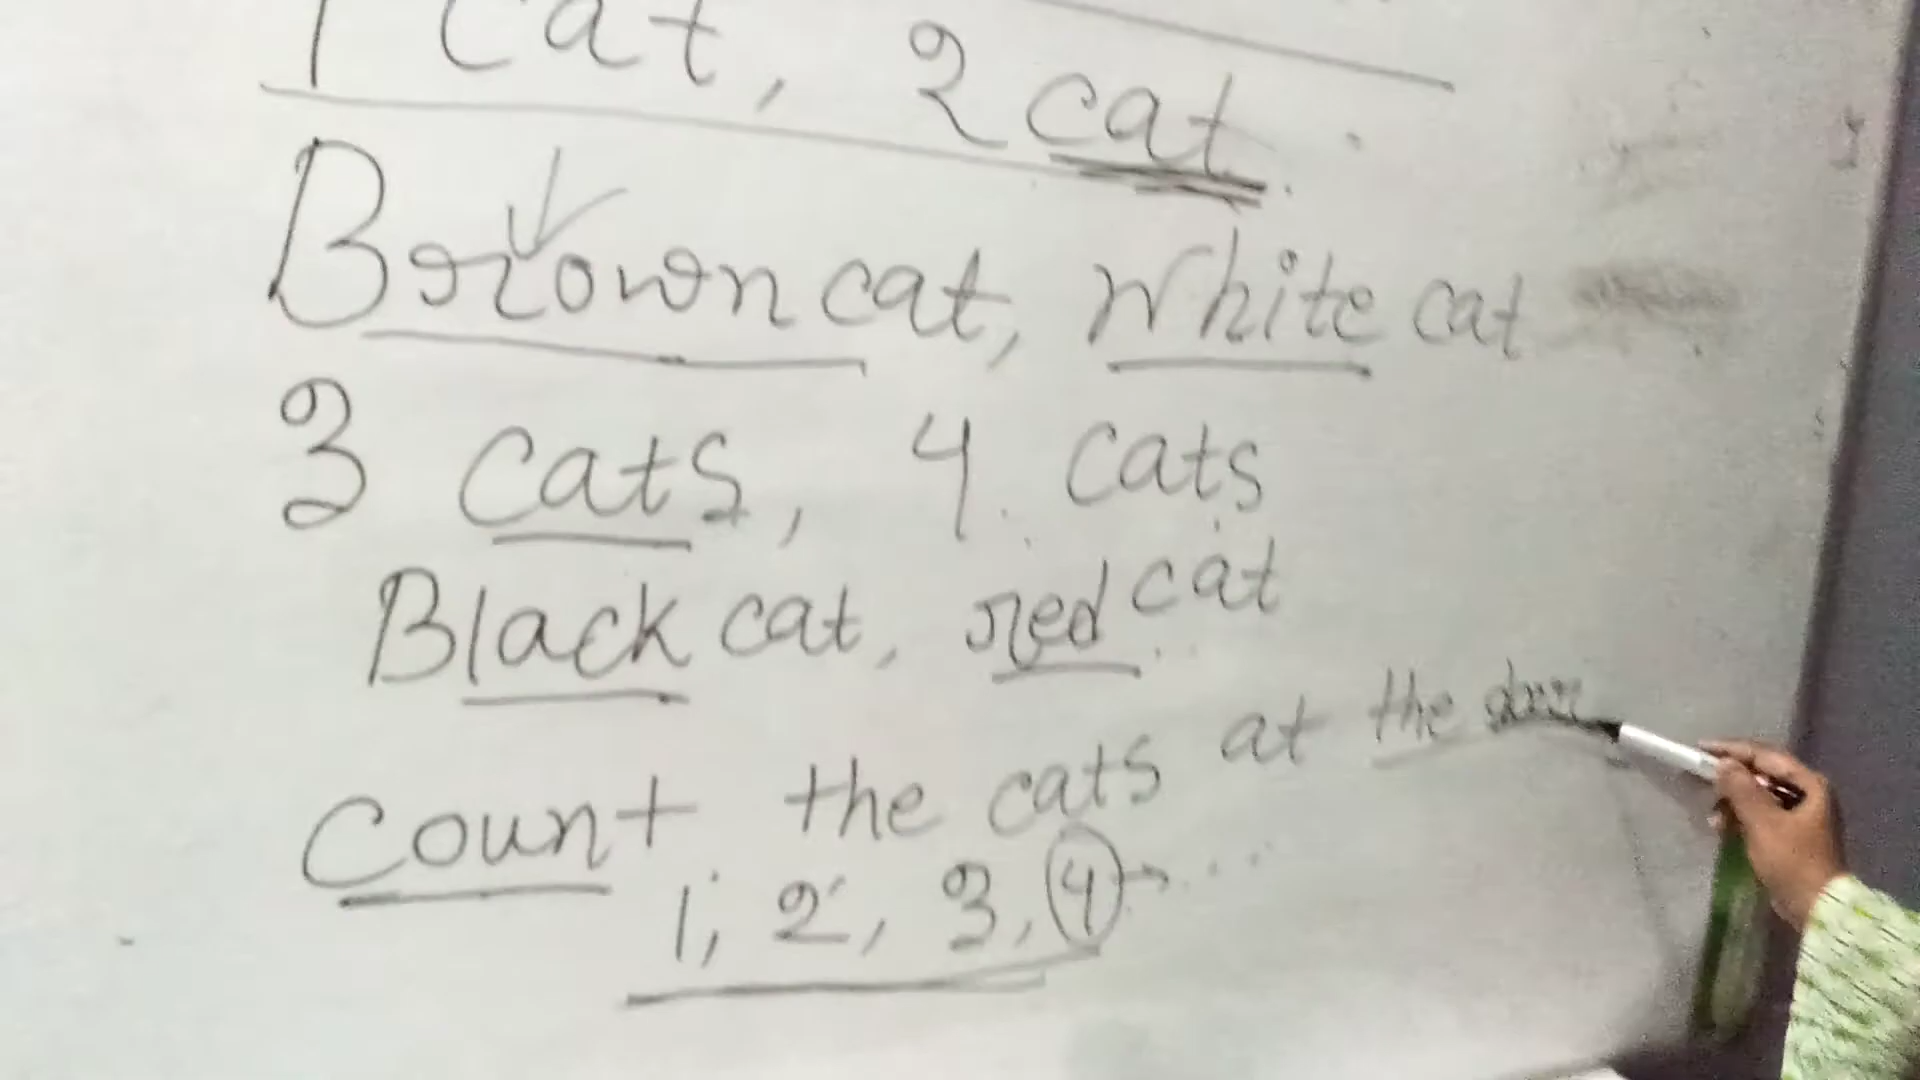 1 Cat, 2 cat.
Brown cat, White cat
3 cats, 4 cats
Black cat, red cat
Count the cats at the door
1, 2, 3, 4